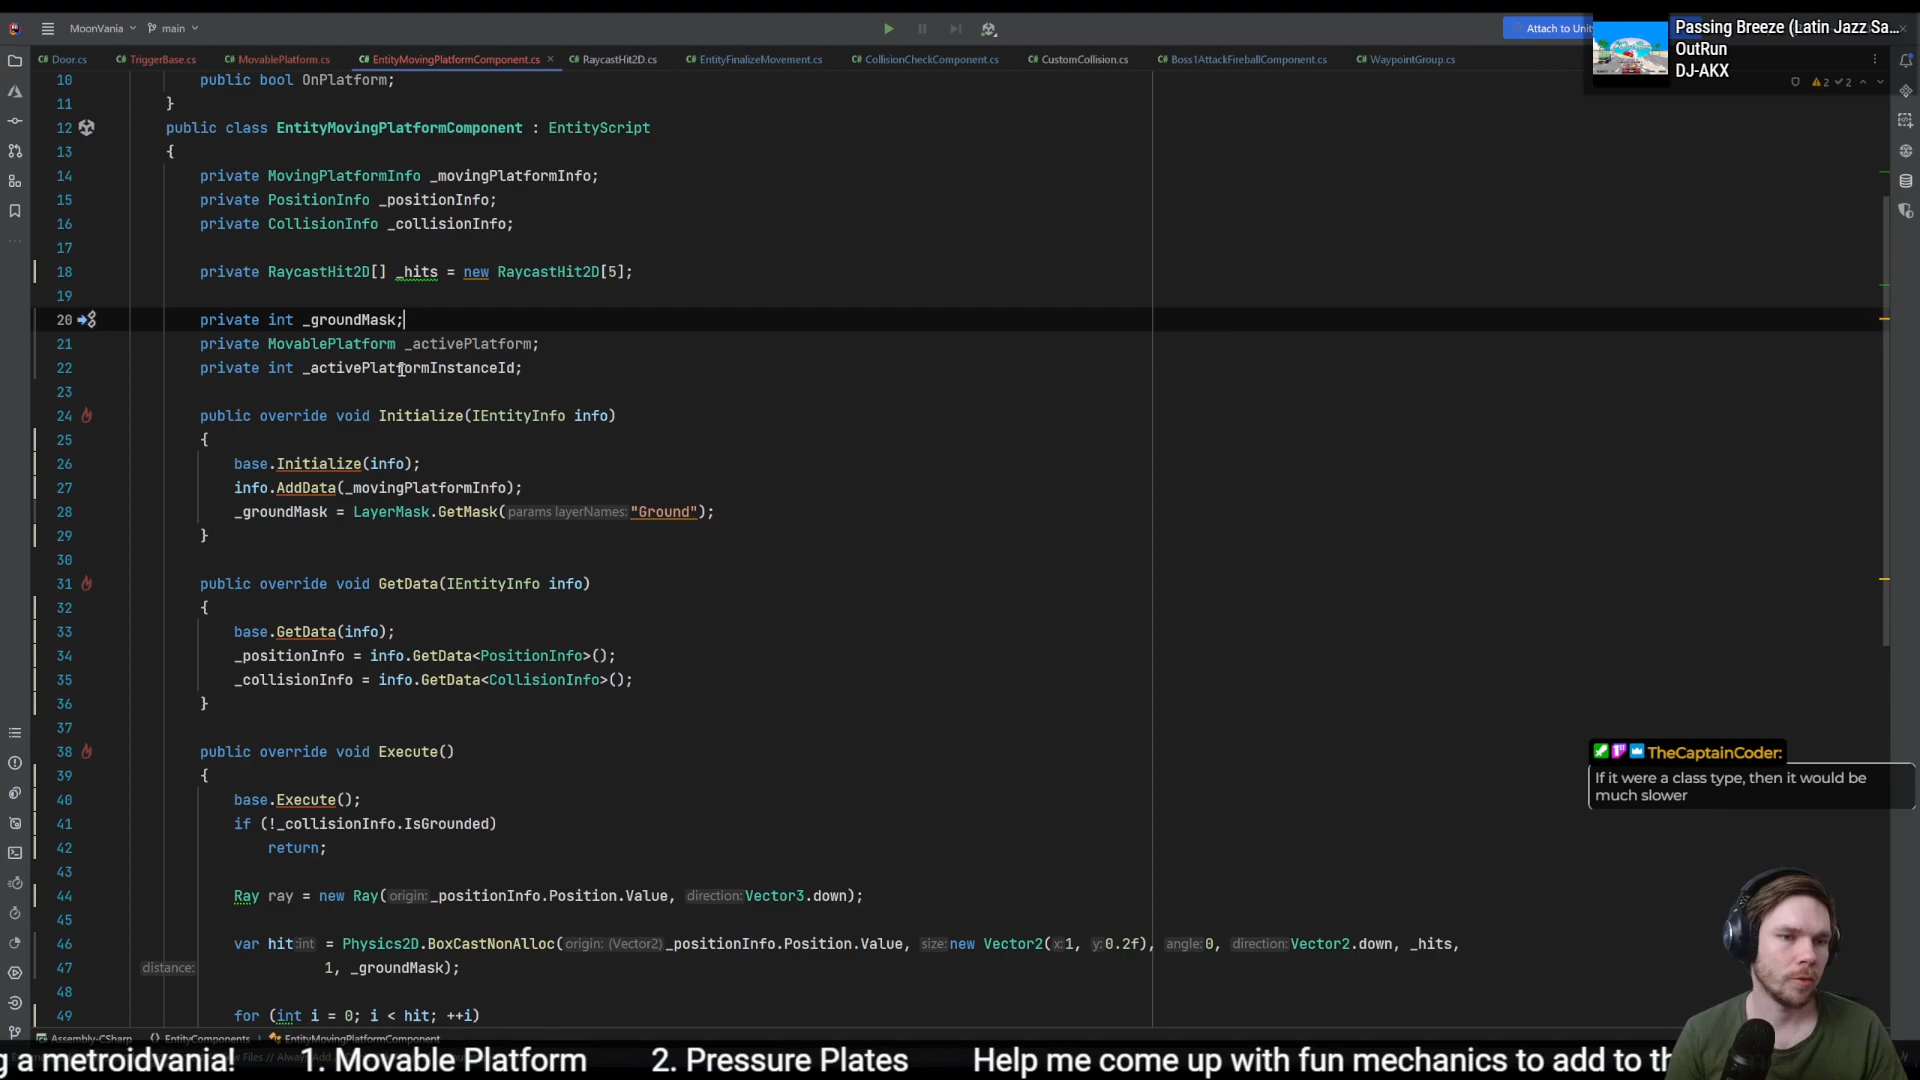 MoonVania
main
Attach to Unit
Passing Breeze (Latin Jazz Sa...
OutRun
DJ-AKX
Door.cs
TriggerBase.cs
MovablePlatform.cs
EntityMovingPlatformComponent.cs
RaycastHit2D.cs
EntityFinalizeMovement.cs
CollisionCheckComponent.cs
CustomCollision.cs
Boss1AttackFireballComponent.cs
WaypointGroup.cs
2 2
10 public bool OnPlatform;
11 }
12 public class EntityMovingPlatformComponent : EntityScript
13 {
14 private MovingPlatformInfo _movingPlatformInfo;
15 private PositionInfo _positionInfo;
16 private CollisionInfo _collisionInfo;
17
18 private RaycastHit2D[] _hits = new RaycastHit2D[5];
19
20 private int _groundMask;
21 private MovablePlatform _activePlatform;
22 private int _activePlatformInstanceId;
23
24 public override void Initialize(IEntityInfo info)
25 {
26 base.Initialize(info);
27 info.AddData(_movingPlatformInfo);
28 _groundMask = LayerMask.GetMask(params layerNames: "Ground");
29 }
30
31 public override void GetData(IEntityInfo info)
32 {
33 base.GetData(info);
34 _positionInfo = info.GetData<PositionInfo>();
35 _collisionInfo = info.GetData<CollisionInfo>();
36 }
37
38 public override void Execute()
39 {
40 base.Execute();
41 if (!_collisionInfo.IsGrounded)
42 return;
43
44 Ray ray = new Ray(origin: _positionInfo.Position.Value, direction: Vector3.down);
45
46 var hit:int = Physics2D.BoxCastNonAlloc(origin: (Vector2)_positionInfo.Position.Value, size: new Vector2(x: 1, y: 0.2f), angle: 0, direction: Vector2.down, _hits,
47 distance: 1, _groundMask);
48
49 for (int i = 0; i < hit; ++i)
TheCaptainCoder:
If it were a class type, then it would be
much slower
Assembly-CSharp
EntityComponents
EntityMovingPlatformComponent
g a metroidvania! 1. Movable Platform 2. Pressure Plates Help me come up with fun mechanics to add to th